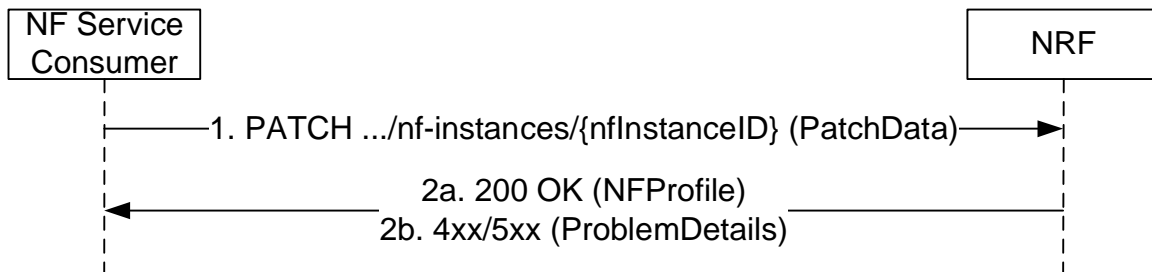 NF Service
Consumer
NRF
1. PATCH .../nf-instances/{nfInstanceID} (PatchData)
2a. 200 OK (NFProfile)
2b. 4xx/5xx (ProblemDetails)